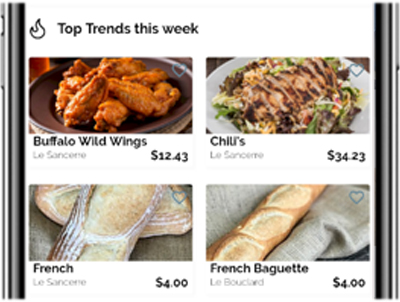 Top Trends this week
Buffalo Wild Wings
Le Sancerre $12.43
Chili's
Le Sancerre $34.23
French
Le Sancerre $4.00
French Baguette
Le Bouclard $4.00